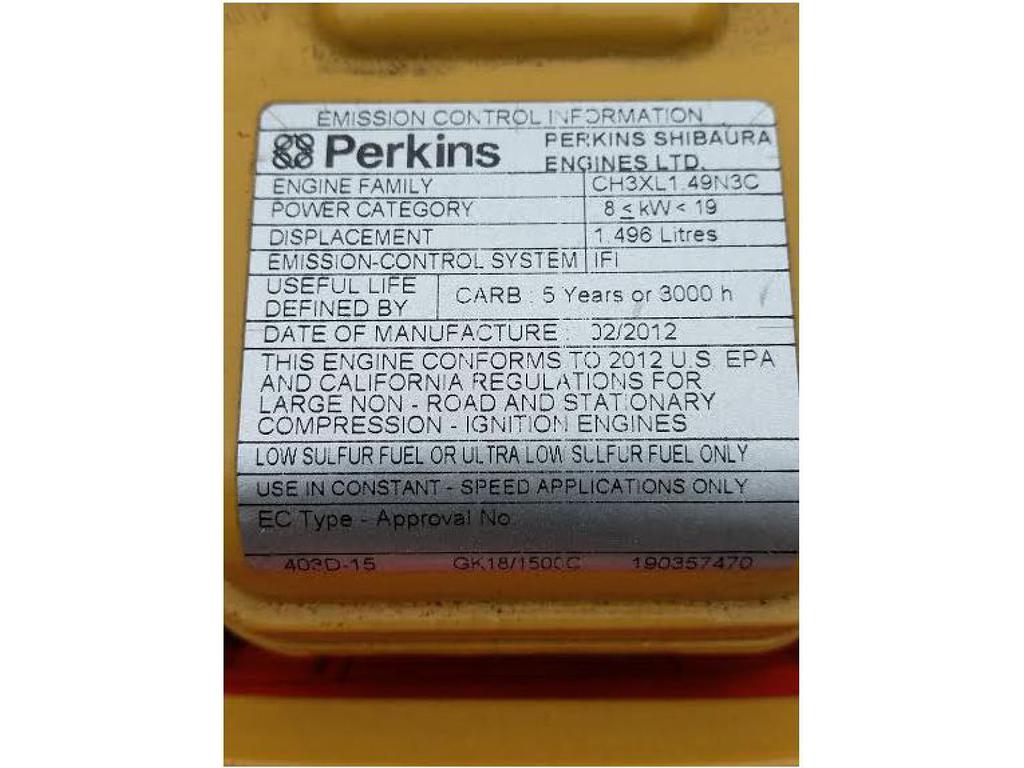 EMISSION CONTROL INFORMATION
Perkins
PERKINS SHIBAURA
ENGINES LTD.
ENGINE FAMILY CH3XL1.49N3C
POWER CATEGORY 8 ≤ kW < 19
DISPLACEMENT 1.496 Litres
EMISSION-CONTROL SYSTEM IFI
USEFUL LIFE
DEFINED BY
CARB : 5 Years or 3000 h
DATE OF MANUFACTURE : 02/2012
THIS ENGINE CONFORMS TO 2012 U.S. EPA
AND CALIFORNIA REGULATIONS FOR
LARGE NON - ROAD AND STATIONARY
COMPRESSION - IGNITION ENGINES
LOW SULFUR FUEL OR ULTRA LOW SULFUR FUEL ONLY
USE IN CONSTANT - SPEED APPLICATIONS ONLY
EC Type - Approval No
403D-15 GK18/1500C 190357470